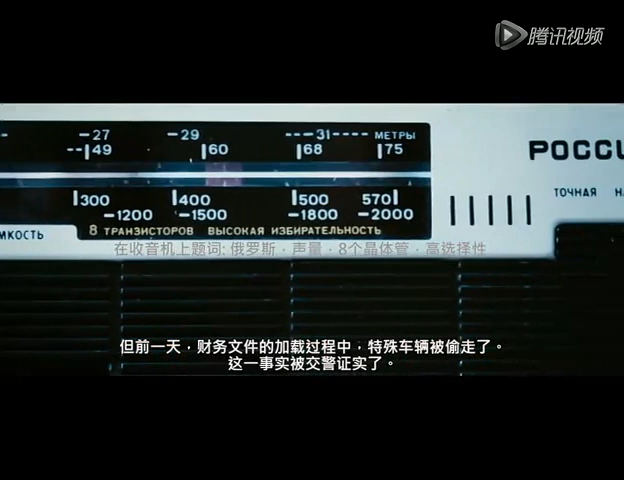 腾讯视频
27 29 31 МЕТРЫ
49 60 68 75
РОССИ
ТОЧНАЯ Н
300 400 500 570
1200 1500 1800 2000
МКОСТЬ
8 ТРАНЗИСТОРОВ ВЫСОКАЯ ИЗБИРАТЕЛЬНОСТЬ
在收音机上题词: 俄罗斯·声量·8个晶体管·高选择性
但前一天，财务文件的加载过程中，特殊车辆被偷走了。
这一事实被交警证实了。